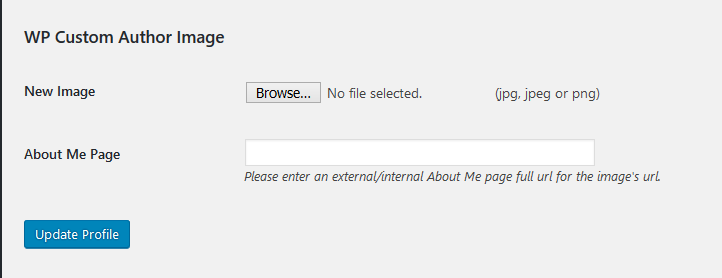 WP Custom Author Image
New Image Browse... No file selected. (jpg, jpeg or png)
About Me Page
Please enter an external/internal About Me page full url for the image's url.
Update Profile